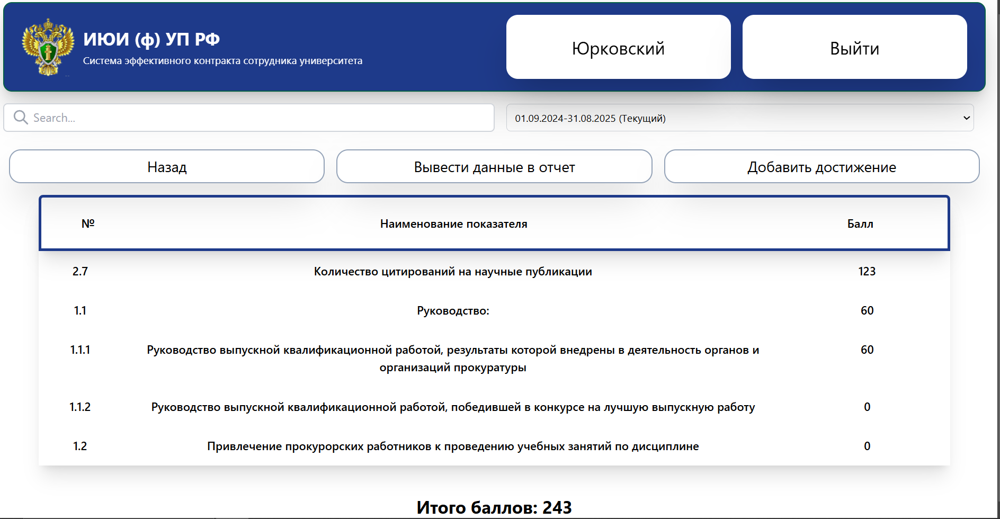 ИЮИ (ф) УП РФ
Система эффективного контракта сотрудника университета
Юрковский
Выйти
Search...
01.09.2024-31.08.2025 (Текущий)
Назад
Вывести данные в отчет
Добавить достижение
№ Наименование показателя Балл
2.7 Количество цитирований на научные публикации 123
1.1 Руководство: 60
1.1.1 Руководство выпускной квалификационной работой, результаты которой внедрены в деятельность органов и 60
организаций прокуратуры
1.1.2 Руководство выпускной квалификационной работой, победившей в конкурсе на лучшую выпускную работу 0
1.2 Привлечение прокурорских работников к проведению учебных занятий по дисциплине 0
Итого баллов: 243